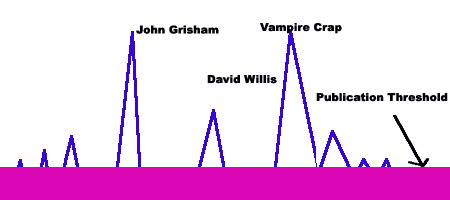 Vampire Crap
John Grisham
David Willis
Publication Threshold